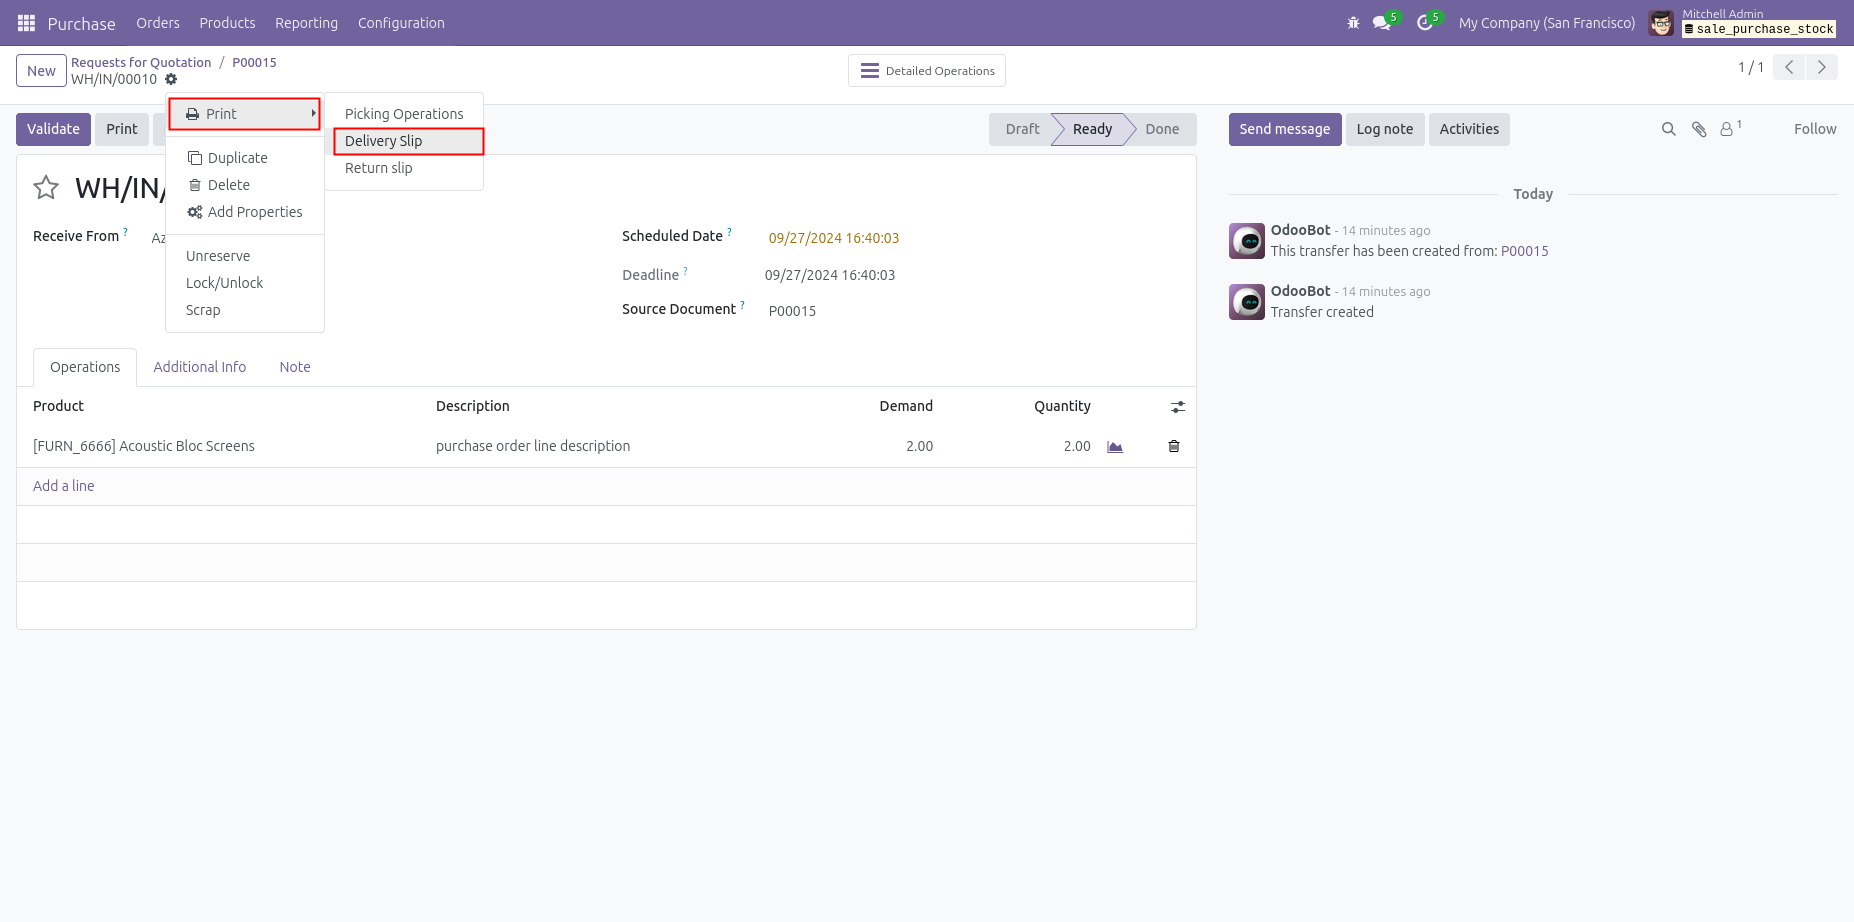 Purchase Orders Products Reporting Configuration 5 5 My Company (San Francisco) Mitchell Admin
sale_purchase_stock
New Requests for Quotation / P00015
WH/IN/00010
Detailed Operations
1 / 1
Validate Print
Print
Duplicate
Delete
Add Properties
Unreserve
Lock/Unlock
Scrap
Picking Operations
Delivery Slip
Return slip
Draft Ready Done
Send message Log note Activities 1 Follow
WH/IN/
Receive From ?
Scheduled Date ? 09/27/2024 16:40:03
Deadline ? 09/27/2024 16:40:03
Source Document ? P00015
Operations Additional Info Note
Product Description Demand Quantity
[FURN_6666] Acoustic Bloc Screens purchase order line description 2.00 2.00
Add a line
Today
OdooBot - 14 minutes ago
This transfer has been created from: P00015
OdooBot - 14 minutes ago
Transfer created